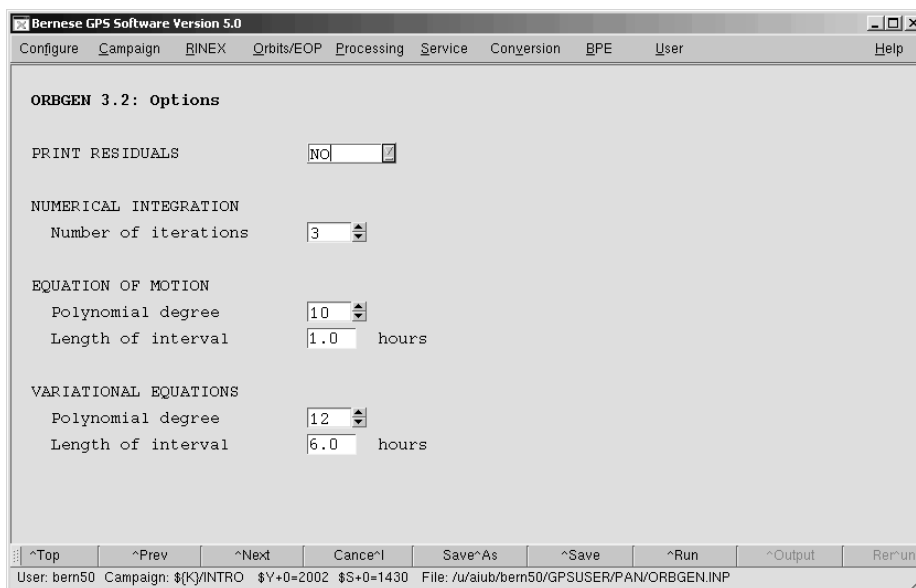 Bernese GPS Software Version 5.0
Configure Campaign RINEX Orbits/EOP Processing Service Conversion BPE User Help
ORBGEN 3.2: Options
PRINT RESIDUALS NO
NUMERICAL INTEGRATION
Number of iterations 3
EQUATION OF MOTION
Polynomial degree 10
Length of interval 1.0 hours
VARIATIONAL EQUATIONS
Polynomial degree 12
Length of interval 6.0 hours
^Top ^Prev ^Next Cance^l Save^As ^Save ^Run ^Output Rer^un
User: bern50 Campaign: ${K}/INTRO $Y+0=2002 $S+0=1430 File: /u/aiub/bern50/GPSUSER/PAN/ORBGEN.INP